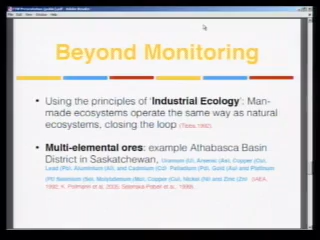 Beyond Monitoring
• Using the principles of 'Industrial Ecology': Man-
made ecosystems operate the same way as natural
ecosystems, closing the loop (Tibbs, 1992).
• Multi-elemental ores: example Athabasca Basin
District in Saskatchewan, Uranium (U), Arsenic (As), Copper (Cu),
Lead (Pb), Aluminium (Al), and Cadmium (Cd) Palladium (Pd), Gold (Au) and Platinum
(Pt) Selenium (Se), Molybdenum (Mo), Copper (Cu), Nickel (Ni) and Zinc (Zn) (IAEA,